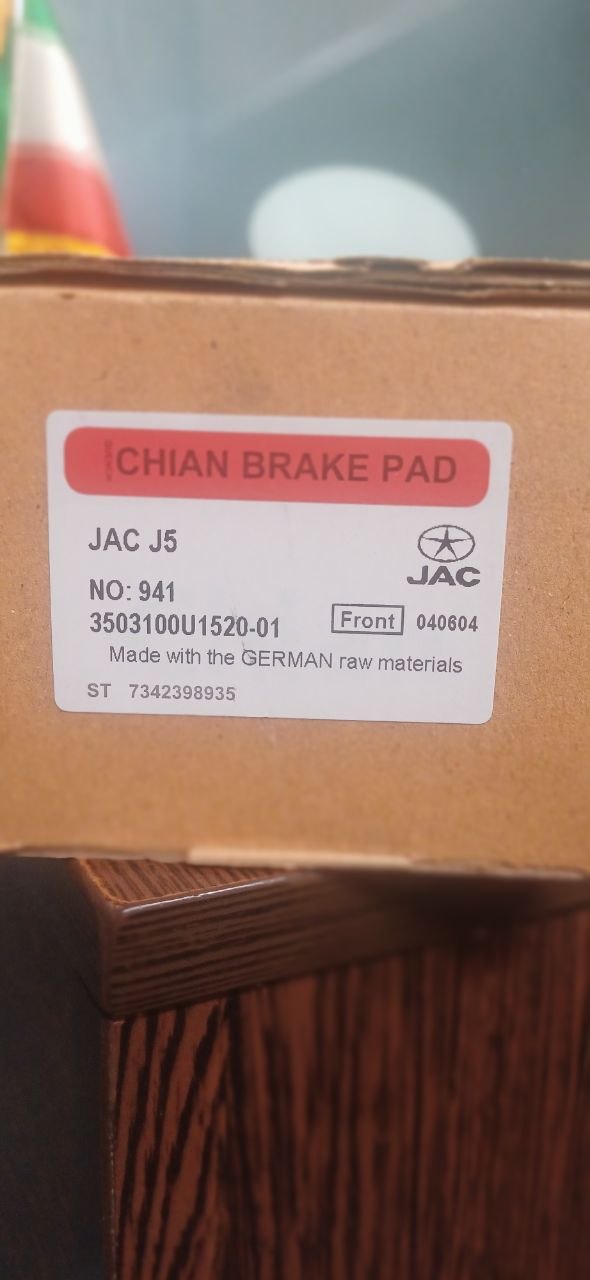 CHIAN BRAKE PAD
JAC J5
JAC
NO: 941
3503100U1520-01
Front 040604
Made with the GERMAN raw materials
ST 7342398935